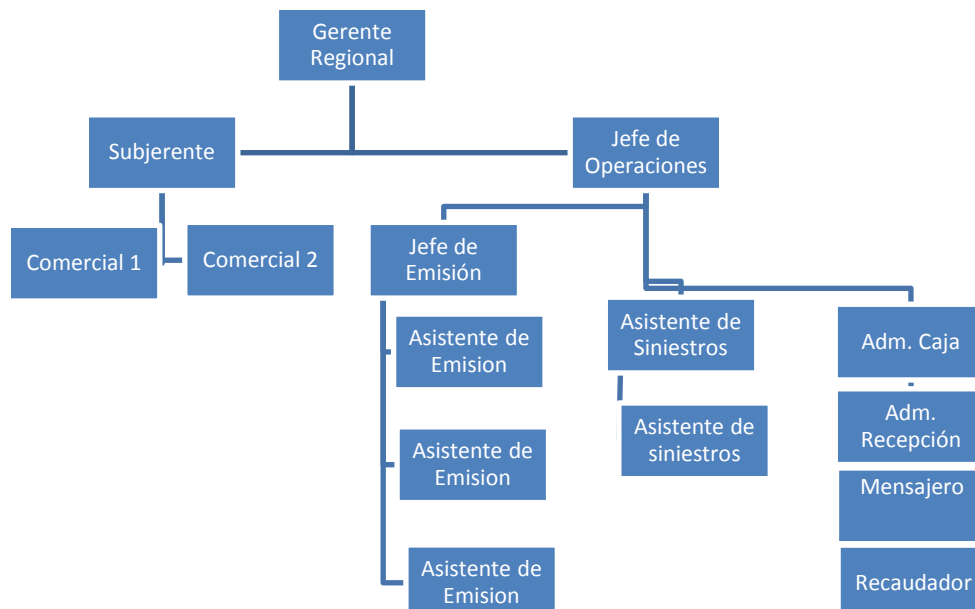 Gerente
Regional
Subjerente
Jefe de
Operaciones
Comercial 1
Comercial 2
Jefe de
Emisión
Asistente de
Emision
Asistente de
Emision
Asistente de
Emision
Asistente de
Siniestros
Asistente de
siniestros
Adm. Caja
Adm.
Recepción
Mensajero
Recaudador